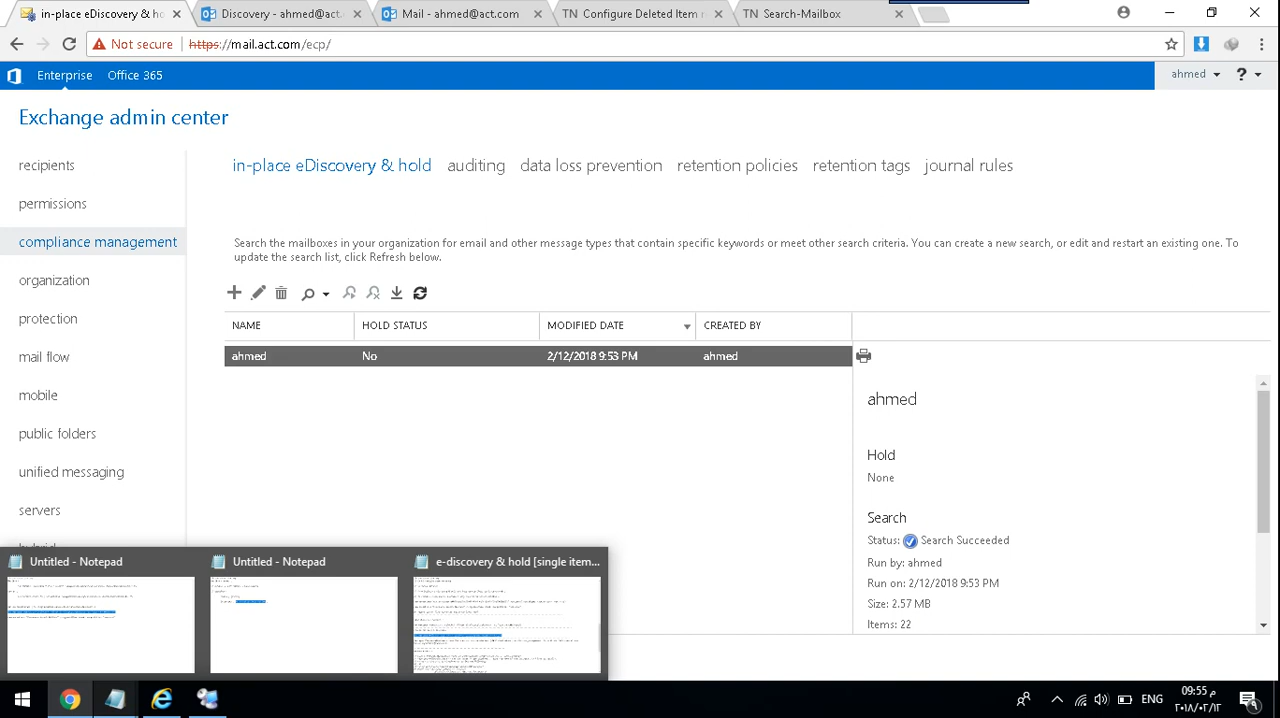 in-place eDiscovery & ho
Discovery - ahmed@act.
Mail - ahmed@act.com
TN Configure Deleted Item r
TN Search-Mailbox
Not secure https://mail.act.com/ecp/
Enterprise Office 365
ahmed ?
Exchange admin center
recipients
permissions
compliance management
organization
protection
mail flow
mobile
public folders
unified messaging
servers
hybrid
in-place eDiscovery & hold auditing data loss prevention retention policies retention tags journal rules
Search the mailboxes in your organization for email and other message types that contain specific keywords or meet other search criteria. You can create a new search, or edit and restart an existing one. To
update the search list, click Refresh below.
NAME HOLD STATUS MODIFIED DATE CREATED BY
ahmed No 2/12/2018 9:53 PM ahmed
ahmed
Hold
None
Search
Status: Search Succeeded
Run by: ahmed
Run on: 2/12/2018 9:53 PM
Size: 2.57 MB
Items: 22
Untitled - Notepad
Untitled - Notepad
e-discovery & hold [single item...
ENG
09:55 م
٢٠١٨/٠٢/١٢